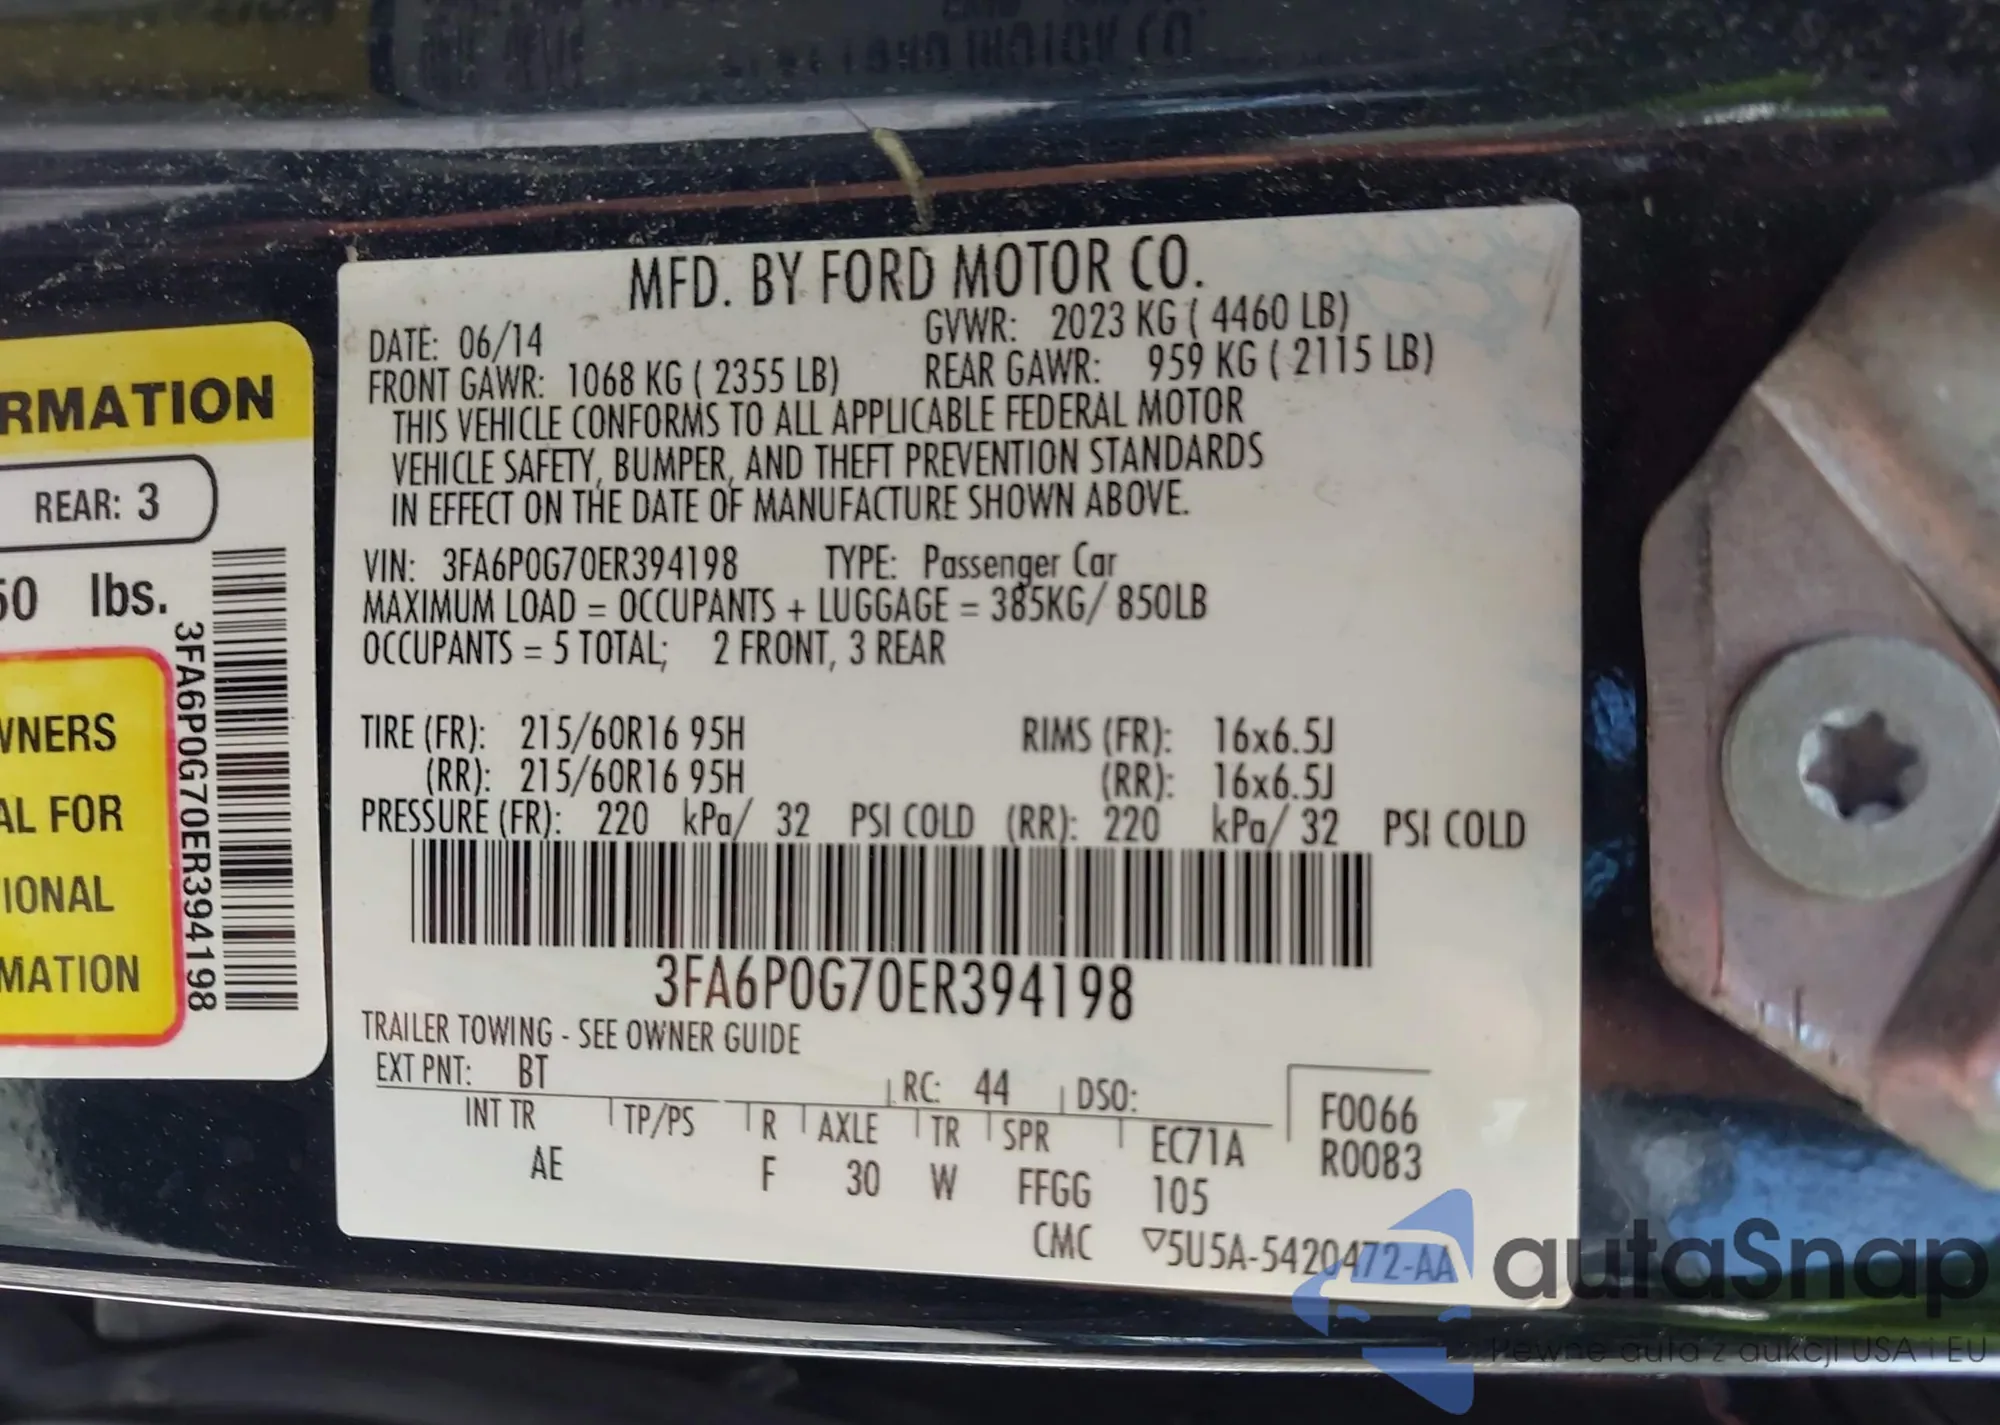 MFD. BY FORD MOTOR CO.
DATE: 06/14 GVWR: 2023 KG ( 4460 LB)
FRONT GAWR: 1068 KG ( 2355 LB) REAR GAWR: 959 KG ( 2115 LB)
THIS VEHICLE CONFORMS TO ALL APPLICABLE FEDERAL MOTOR
VEHICLE SAFETY, BUMPER, AND THEFT PREVENTION STANDARDS
IN EFFECT ON THE DATE OF MANUFACTURE SHOWN ABOVE.
VIN: 3FA6P0G70ER394198 TYPE: Passenger Car
MAXIMUM LOAD = OCCUPANTS + LUGGAGE = 385KG/ 850LB
OCCUPANTS = 5 TOTAL; 2 FRONT, 3 REAR
TIRE (FR): 215/60R16 95H RIMS (FR): 16x6.5J
(RR): 215/60R16 95H (RR): 16x6.5J
PRESSURE (FR): 220 kPa/ 32 PSI COLD (RR): 220 kPa/ 32 PSI COLD
3FA6P0G70ER394198
TRAILER TOWING - SEE OWNER GUIDE
EXT PNT: BT RC: 44 DSO:
INT TR TP/PS R AXLE TR SPR EC71A
AE F 30 W FFGG 105
F0066
R0083
CMC ▽5U5A-5420472-AA
RMATION
REAR: 3
50 lbs.
WNERS
AL FOR
IONAL
MATION
3FA6P0G70ER394198
autaSnap
Pewne auta z aukcji USA i EU